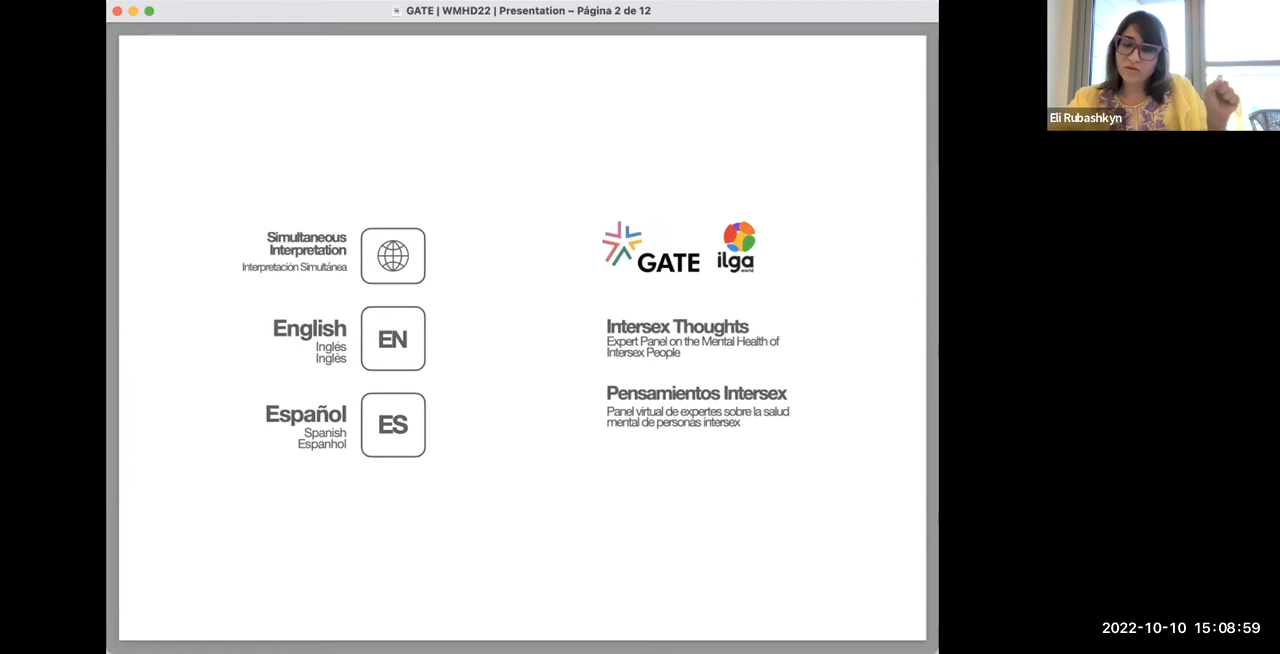 GATE | WMHD22 | Presentation – Página 2 de 12
Eli Rubashkyn
Simultaneous
Interpretation
Interpretación Simultánea
English
Inglés
Inglés
EN
Español
Spanish
Espanhol
ES
GATE
ilga
world
Intersex Thoughts
Expert Panel on the Mental Health of
Intersex People
Pensamientos Intersex
Panel virtual de expertes sobre la salud
mental de personas intersex
2022-10-10 15:08:59